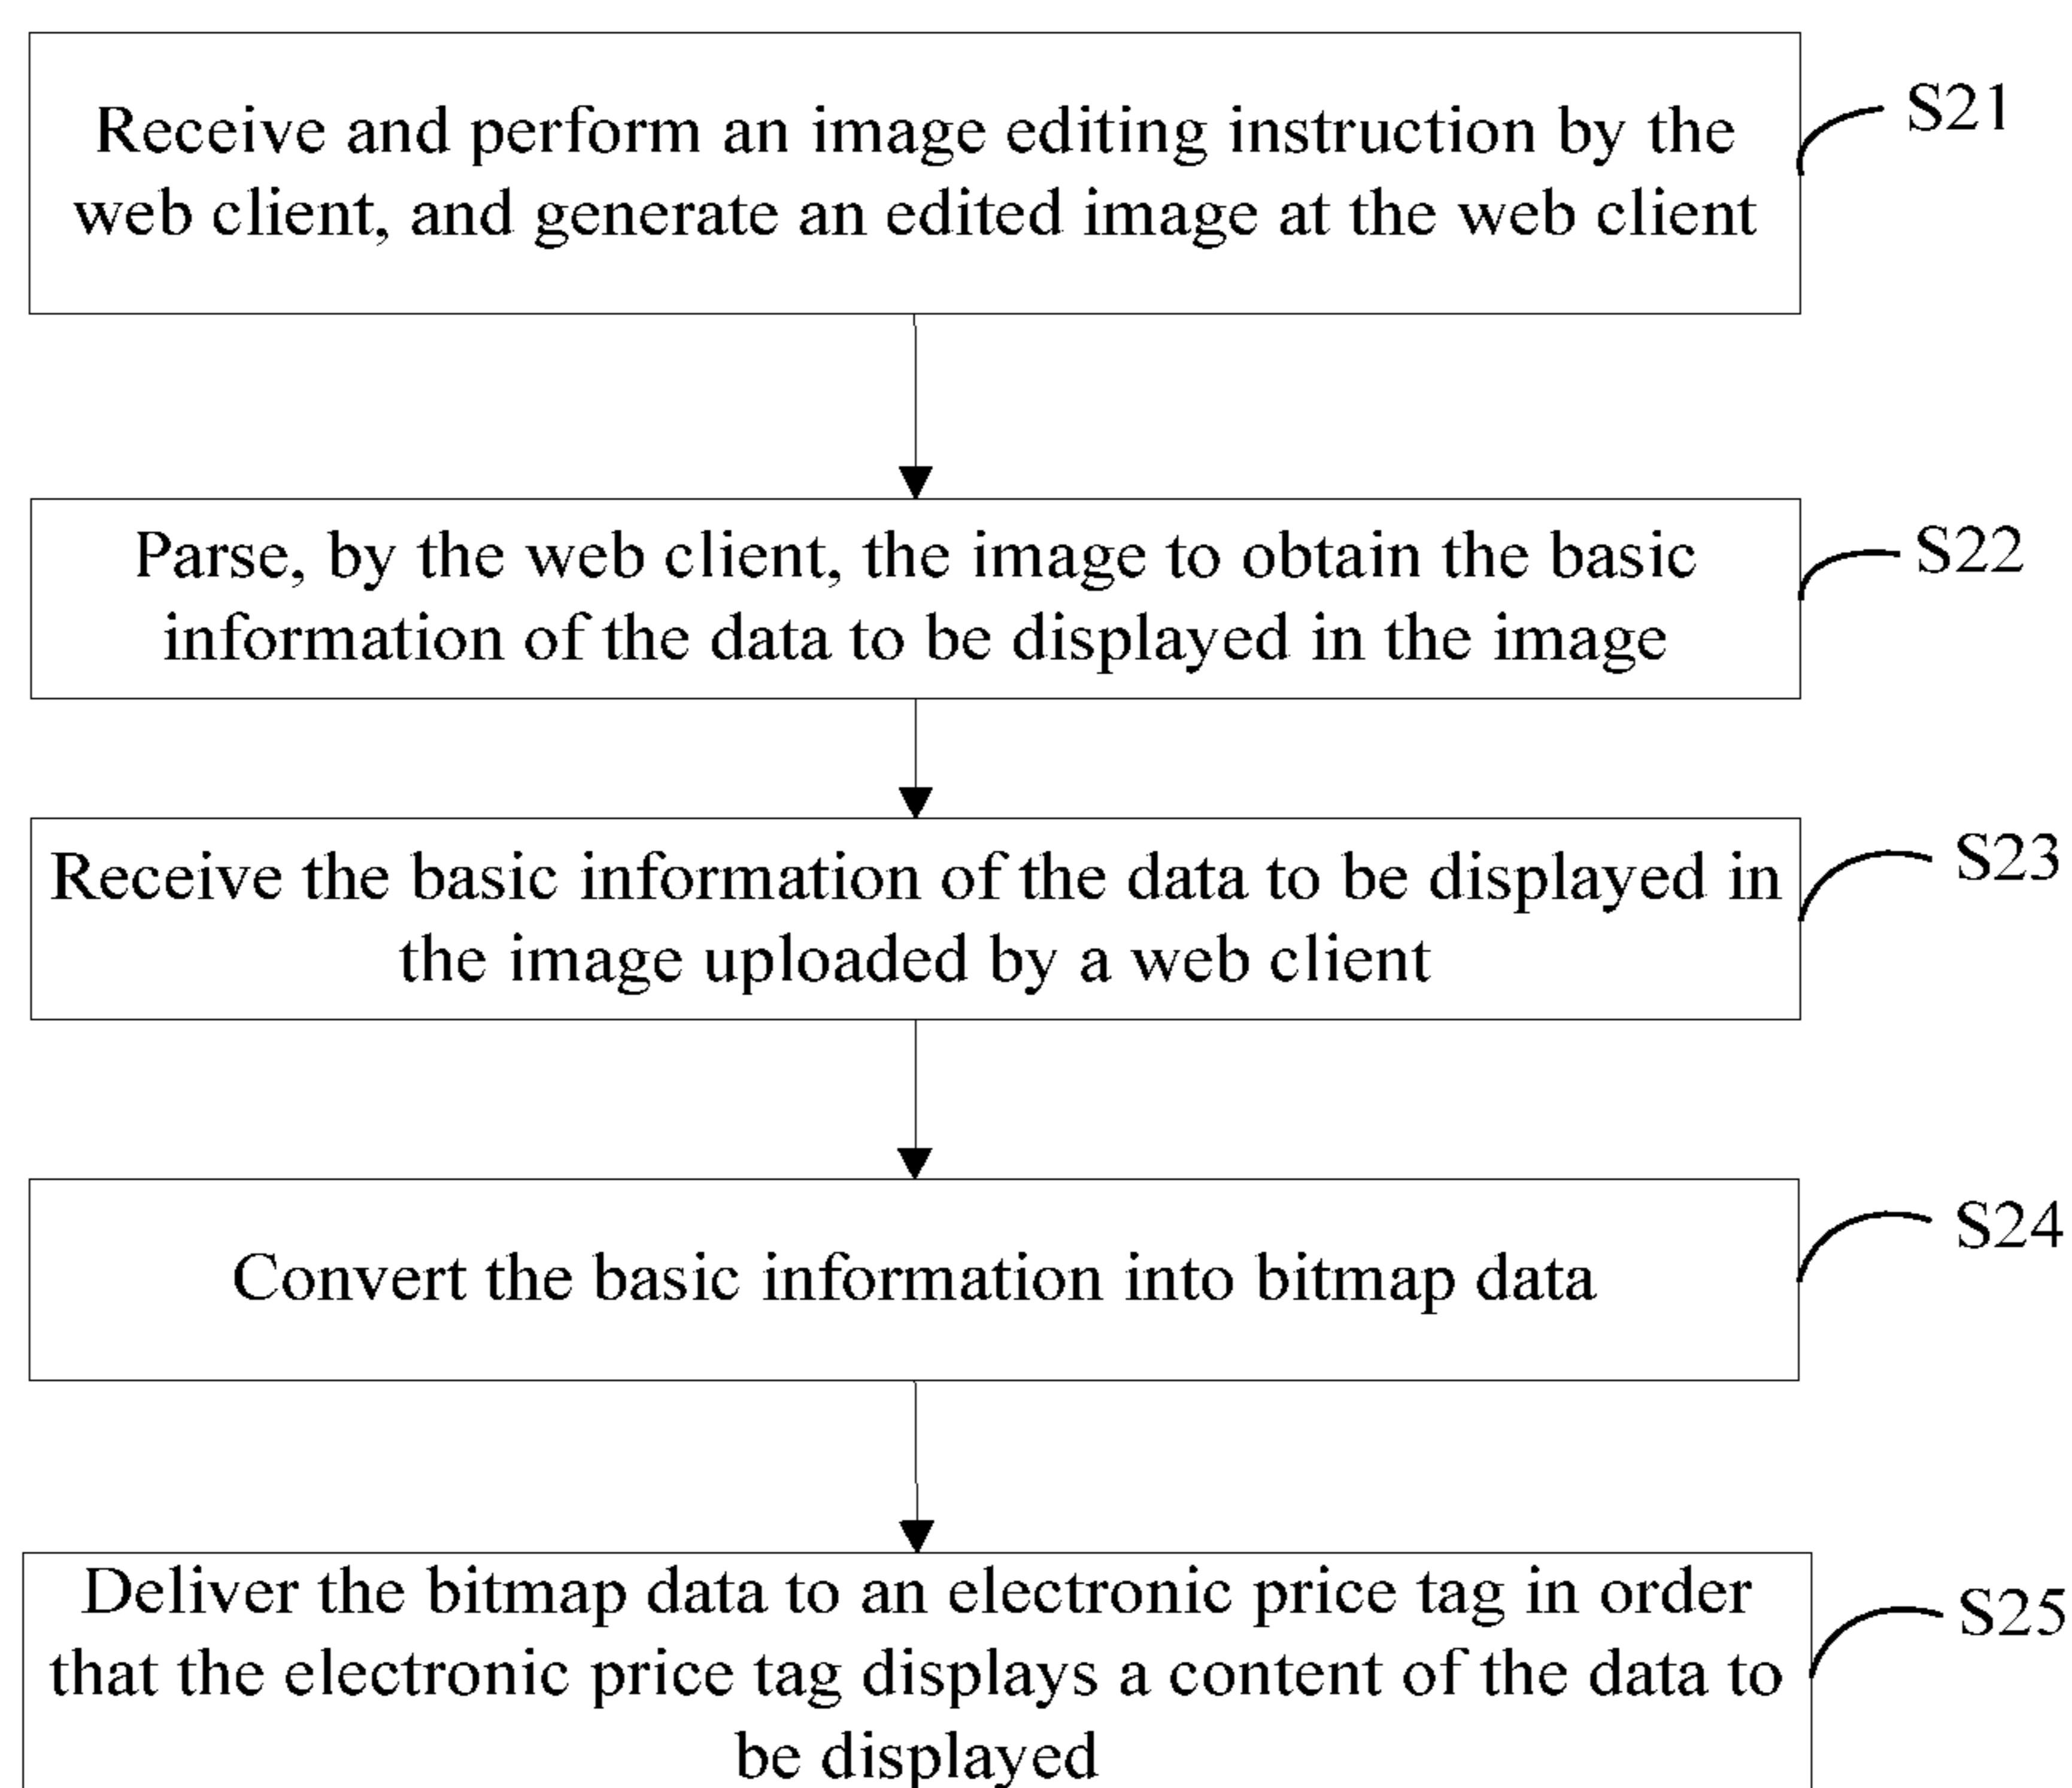 Receive and perform an image editing instruction by the
web client, and generate an edited image at the web client
S21
Parse, by the web client, the image to obtain the basic
information of the data to be displayed in the image
S22
Receive the basic information of the data to be displayed in
the image uploaded by a web client
S23
Convert the basic information into bitmap data
S24
Deliver the bitmap data to an electronic price tag in order
that the electronic price tag displays a content of the data to
be displayed
S25